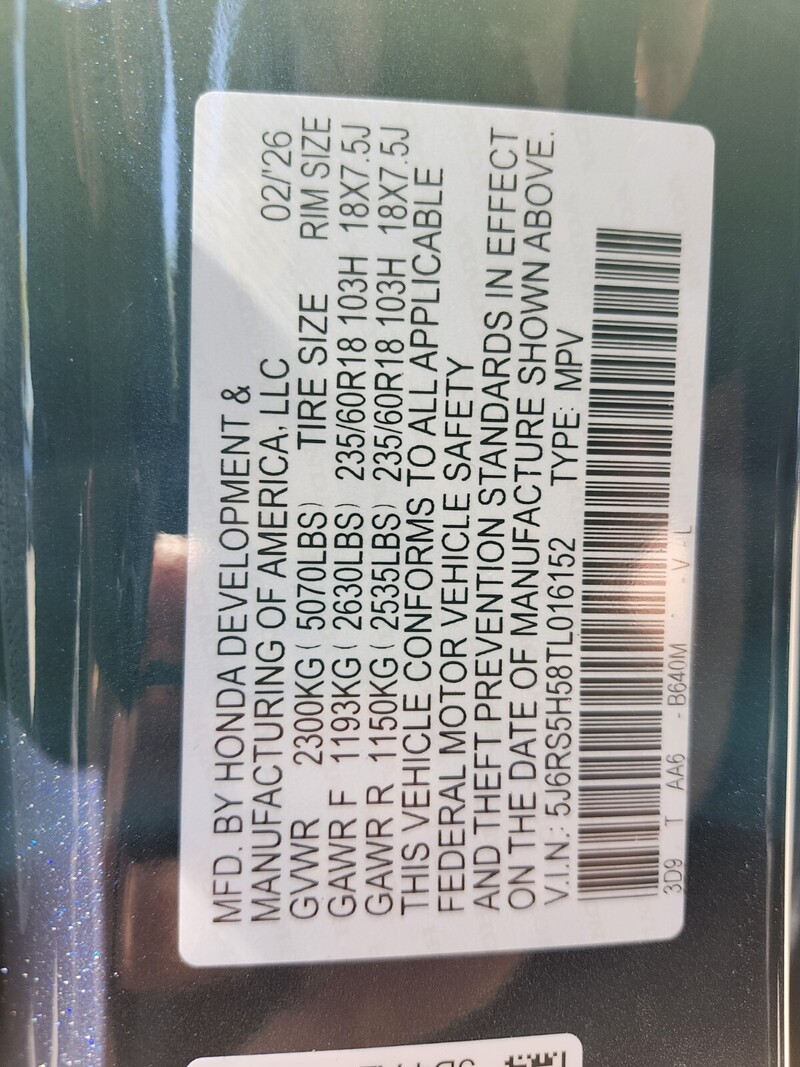 MFD. BY HONDA DEVELOPMENT &
MANUFACTURING OF AMERICA, LLC 02/'26
GVWR 2300KG ( 5070LBS) TIRE SIZE RIM SIZE
GAWR F 1193KG ( 2630LBS) 235/60R18 103H 18X7.5J
GAWR R 1150KG ( 2535LBS) 235/60R18 103H 18X7.5J
THIS VEHICLE CONFORMS TO ALL APPLICABLE
FEDERAL MOTOR VEHICLE SAFETY
AND THEFT PREVENTION STANDARDS IN EFFECT
ON THE DATE OF MANUFACTURE SHOWN ABOVE.
V.I.N.: 5J6RS5H58TL016152 TYPE: MPV
3D9 T AA6 - B640M